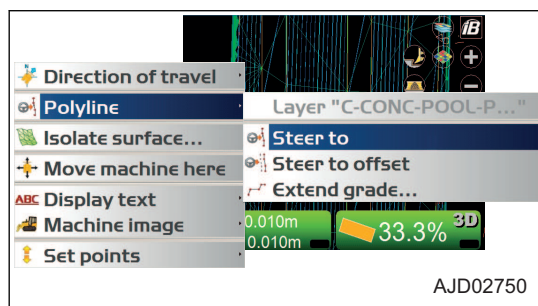 iB
Direction of travel
Polyline
Layer "C-CONC-POOL-P..."
Isolate surface...
Steer to
Move machine here
Steer to offset
ABC Display text
Extend grade...
Machine image
0.010m
0.010m
33.3%
3D
Set points
AJD02750